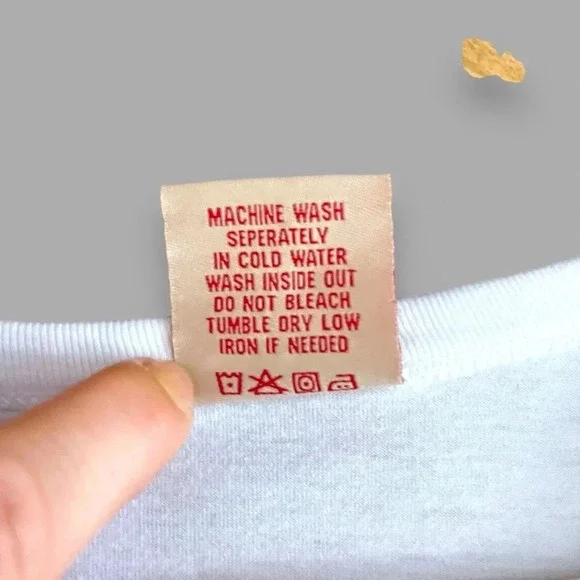 MACHINE WASH
SEPERATELY
IN COLD WATER
WASH INSIDE OUT
DO NOT BLEACH
TUMBLE DRY LOW
IRON IF NEEDED